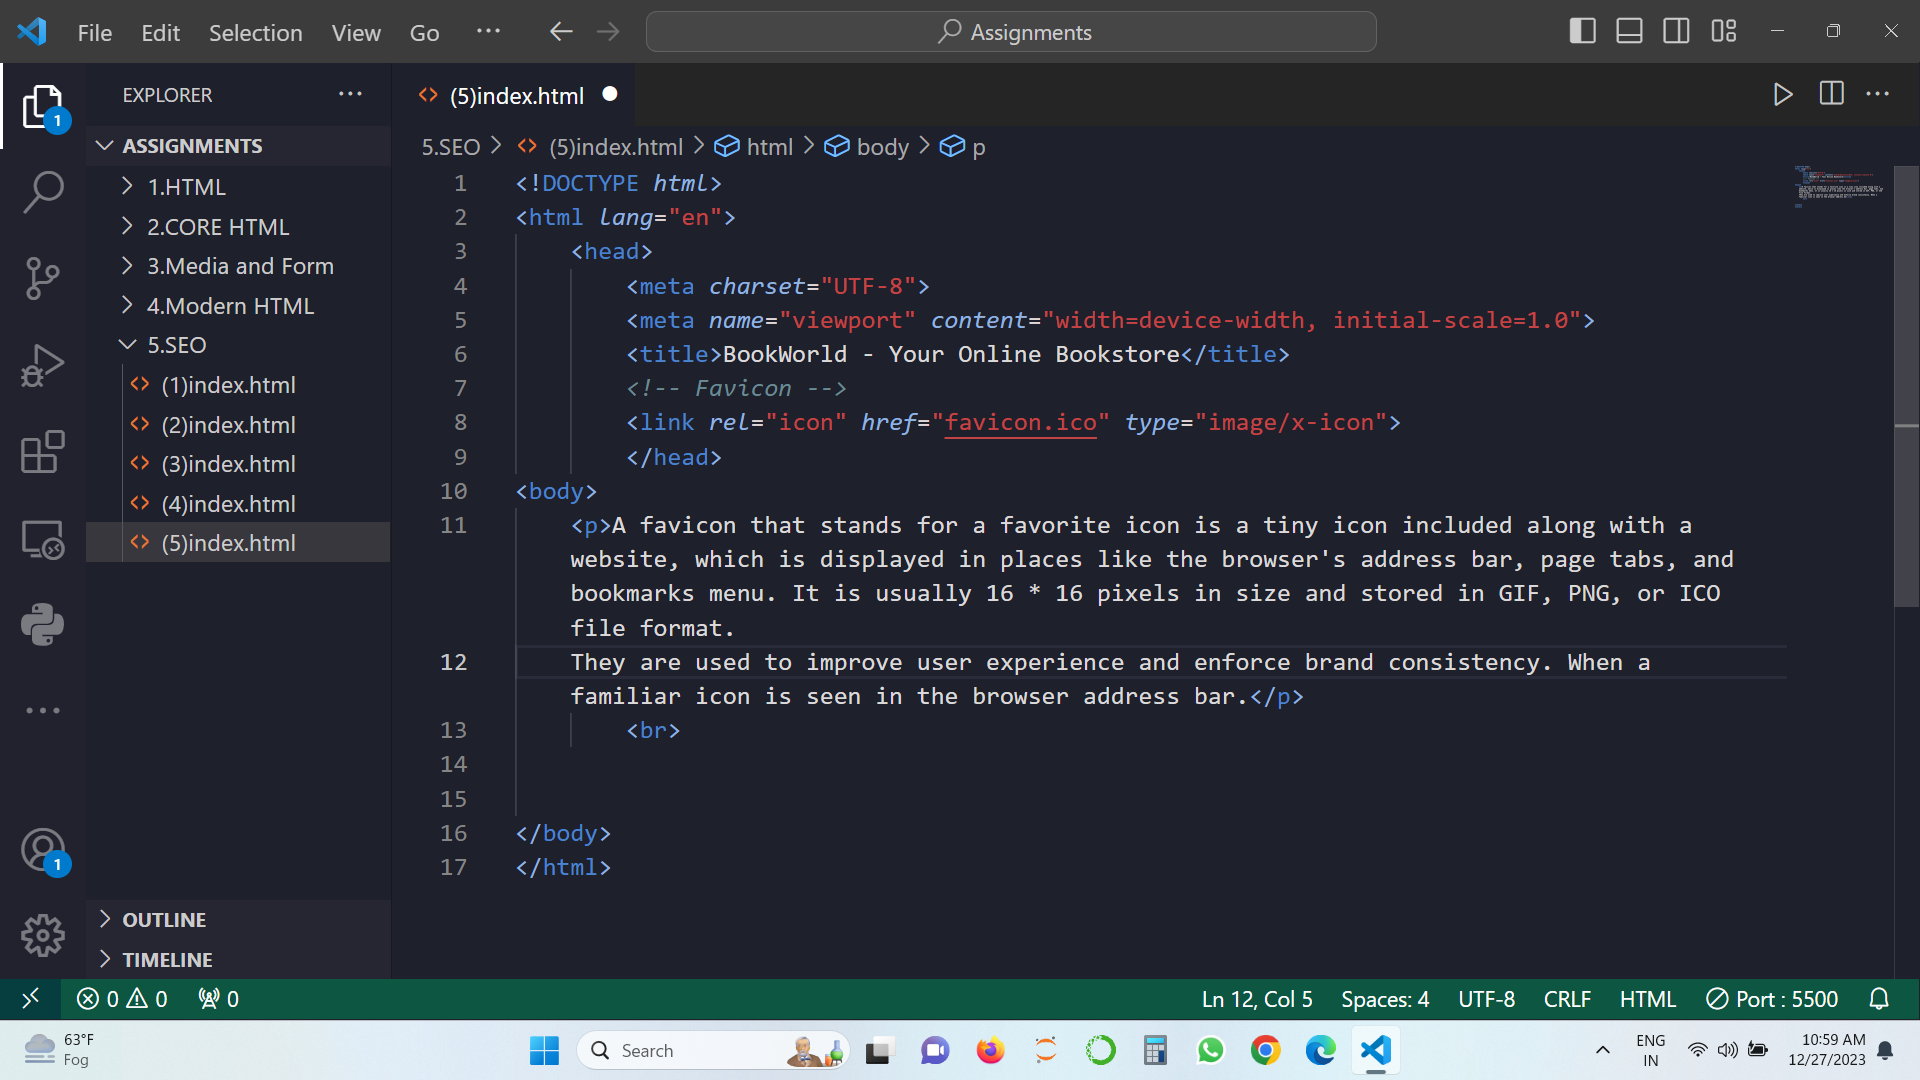 File Edit Selection View Go ··· Assignments
EXPLORER ···
ASSIGNMENTS
1.HTML
2.CORE HTML
3.Media and Form
4.Modern HTML
5.SEO
(1)index.html
(2)index.html
(3)index.html
(4)index.html
(5)index.html
OUTLINE
TIMELINE
1
1
(5)index.html
5.SEO > (5)index.html > html > body > p
1 <!DOCTYPE html>
2 <html lang="en">
3 <head>
4 <meta charset="UTF-8">
5 <meta name="viewport" content="width=device-width, initial-scale=1.0">
6 <title>BookWorld - Your Online Bookstore</title>
7 <!-- Favicon -->
8 <link rel="icon" href="favicon.ico" type="image/x-icon">
9 </head>
10 <body>
11 <p>A favicon that stands for a favorite icon is a tiny icon included along with a
website, which is displayed in places like the browser's address bar, page tabs, and
bookmarks menu. It is usually 16 * 16 pixels in size and stored in GIF, PNG, or ICO
file format.
12 They are used to improve user experience and enforce brand consistency. When a
familiar icon is seen in the browser address bar.</p>
13 <br>
14
15
16 </body>
17 </html>
0 0 0 Ln 12, Col 5 Spaces: 4 UTF-8 CRLF HTML Port : 5500
63°F
Fog
Search
ENG
IN
10:59 AM
12/27/2023